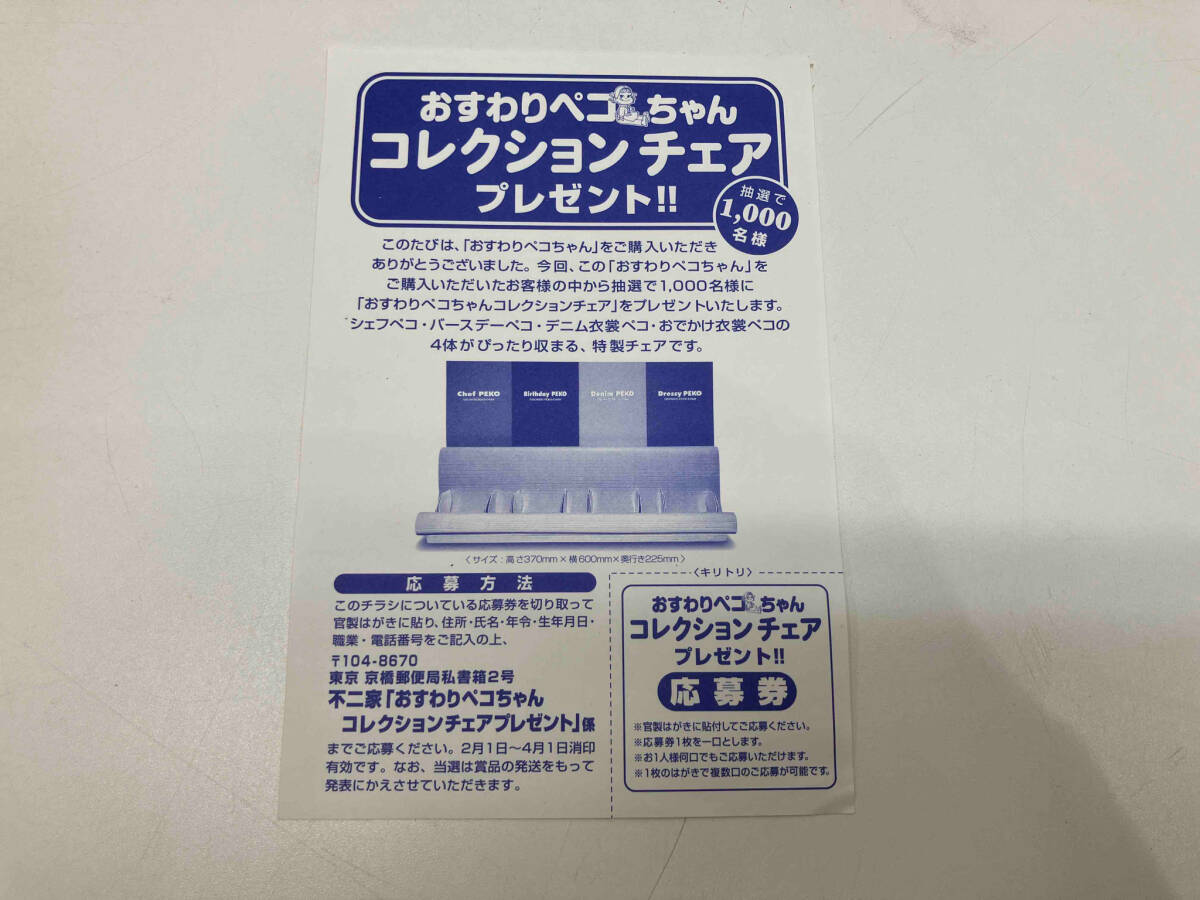 おすわりペコちゃん
コレクション チェア
プレゼント!!
抽選で
1,000
名様
このたびは、「おすわりペコちゃん」をご購入いただき
ありがとうございました。今回、この「おすわりペコちゃん」を
ご購入いただいたお客様の中から抽選で1,000名様に
「おすわりペコちゃんコレクションチェア」をプレゼントいたします。
シェフペコ・バースデーペコ・デニム衣裳ペコ・おでかけ衣裳ペコの
4体がぴったり収まる、特製チェアです。
Chef PEKO
Birthday PEKO
Denim PEKO
Dressy PEKO
〈サイズ:高さ370mm×横600mm×奥行き225mm〉
応募方法
このチラシについている応募券を切り取って
官製はがきに貼り、住所・氏名・年令・生年月日・
職業・電話番号をご記入の上、
〒104-8670
東京 京橋郵便局私書箱2号
不二家「おすわりペコちゃん
コレクションチェアプレゼント」係
までご応募ください。2月1日〜4月1日消印
有効です。なお、当選は賞品の発送をもって
発表にかえさせていただきます。
〈キリトリ〉
おすわりペコちゃん
コレクション チェア
プレゼント!!
応募券
※官製はがきに貼付してご応募ください。
※応募券1枚を一口とします。
※お1人様何口でもご応募いただけます。
※1枚のはがきで複数口のご応募が可能です。